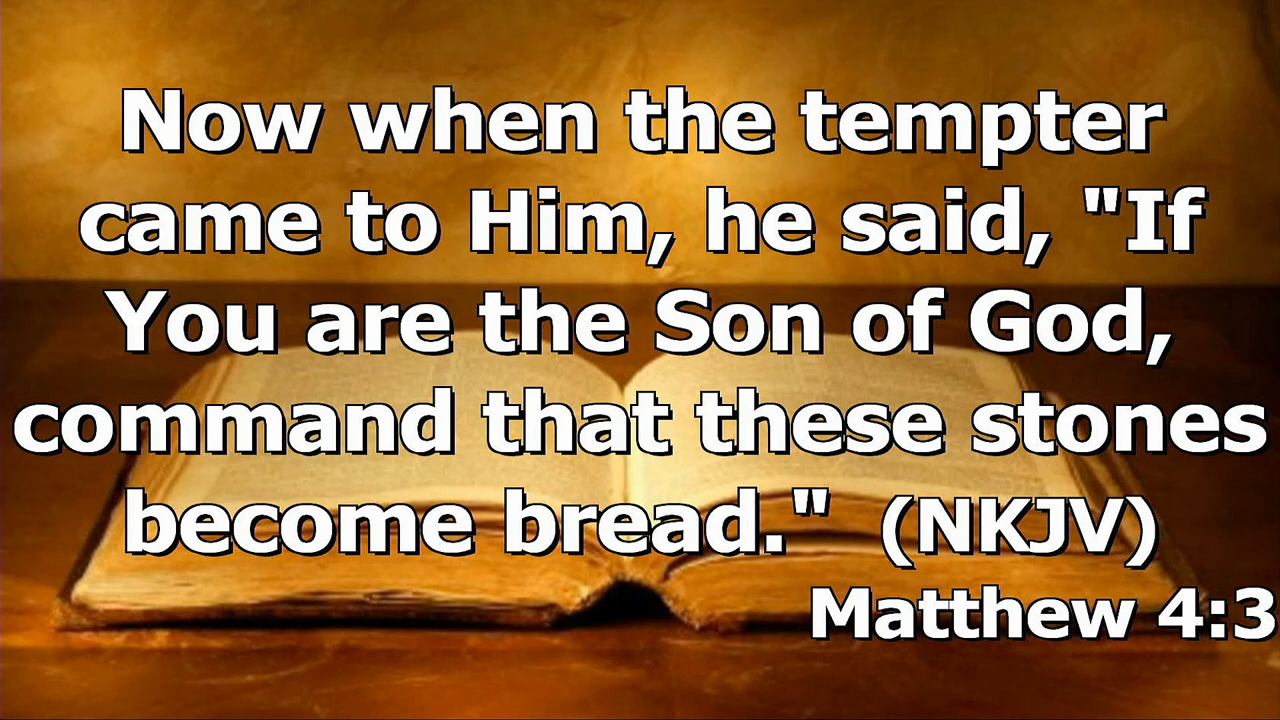 Now when the tempter
came to Him, he said, "If
You are the Son of God,
command that these stones
become bread."  (NKJV)
Matthew 4:3